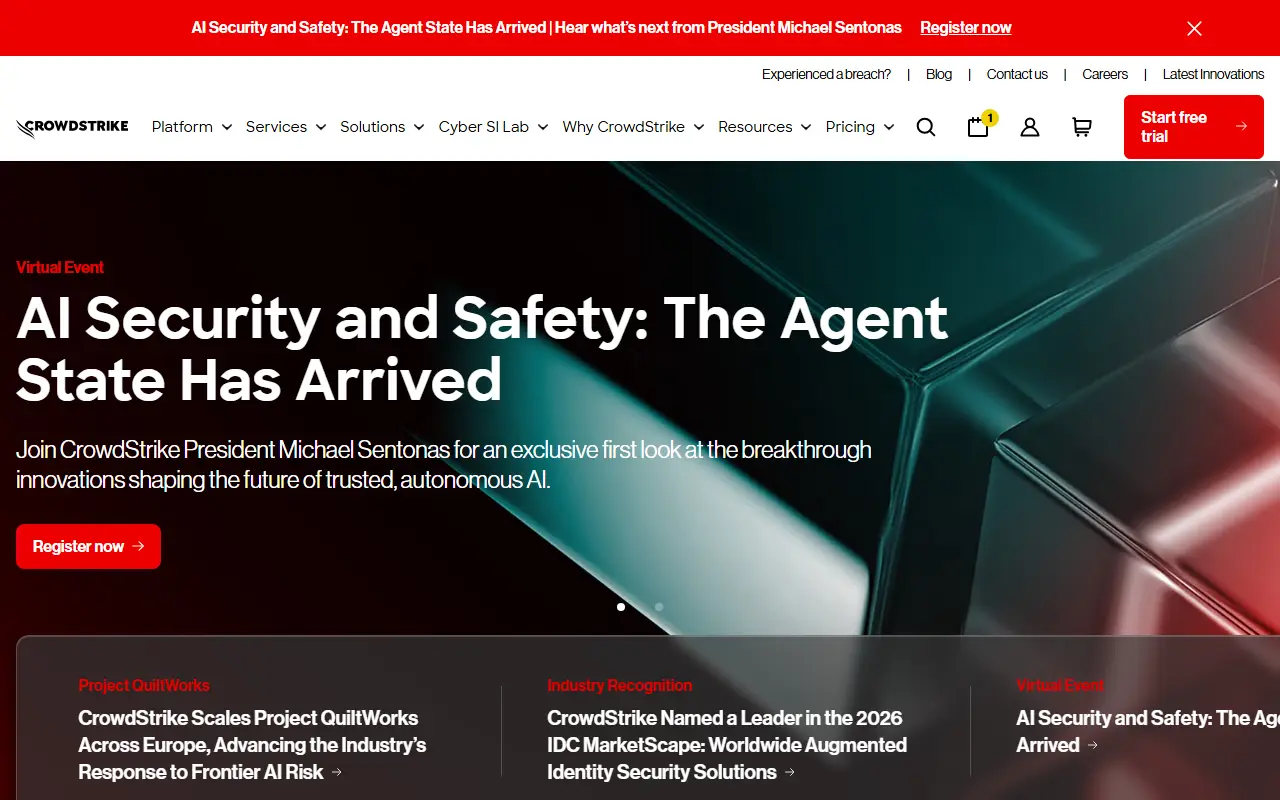 AI Security and Safety: The Agent State Has Arrived | Hear what's next from President Michael Sentonas Register now
Experienced a breach? | Blog | Contact us | Careers | Latest Innovations
CROWDSTRIKE Platform Services Solutions Cyber SI Lab Why CrowdStrike Resources Pricing 1 Start free trial
Virtual Event
AI Security and Safety: The Agent
State Has Arrived
Join CrowdStrike President Michael Sentonas for an exclusive first look at the breakthrough
innovations shaping the future of trusted, autonomous AI.
Register now
Project QuiltWorks
CrowdStrike Scales Project QuiltWorks
Across Europe, Advancing the Industry's
Response to Frontier AI Risk
Industry Recognition
CrowdStrike Named a Leader in the 2026
IDC MarketScape: Worldwide Augmented
Identity Security Solutions
Virtual Event
AI Security and Safety: The
Arrived